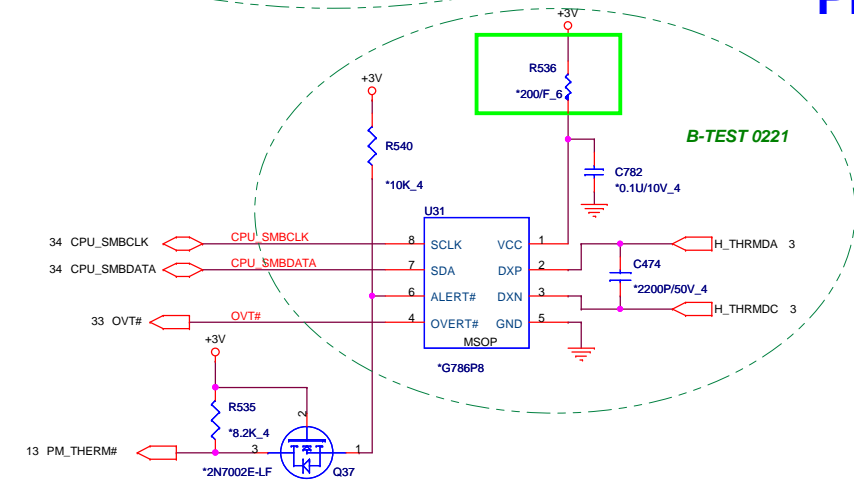 +3V
R536
*200/F_6
+3V
B-TEST 0221
R540
C782
*0.1U/10V_4
*10K_4
U31
34 CPU_SMBCLK CPU_SMBCLK 8 SCLK VCC 1 H_THRMDA 3
34 CPU_SMBDATA CPU_SMBDATA 7 SDA DXP 2
C474
*2200P/50V_4
6 ALERT# DXN 3
H_THRMDC 3
33 OVT# OVT# 4 OVERT# GND 5
MSOP
+3V
*G786P8
R535
2
*8.2K_4
13 PM_THERM# 3 1
*2N7002E-LF Q37